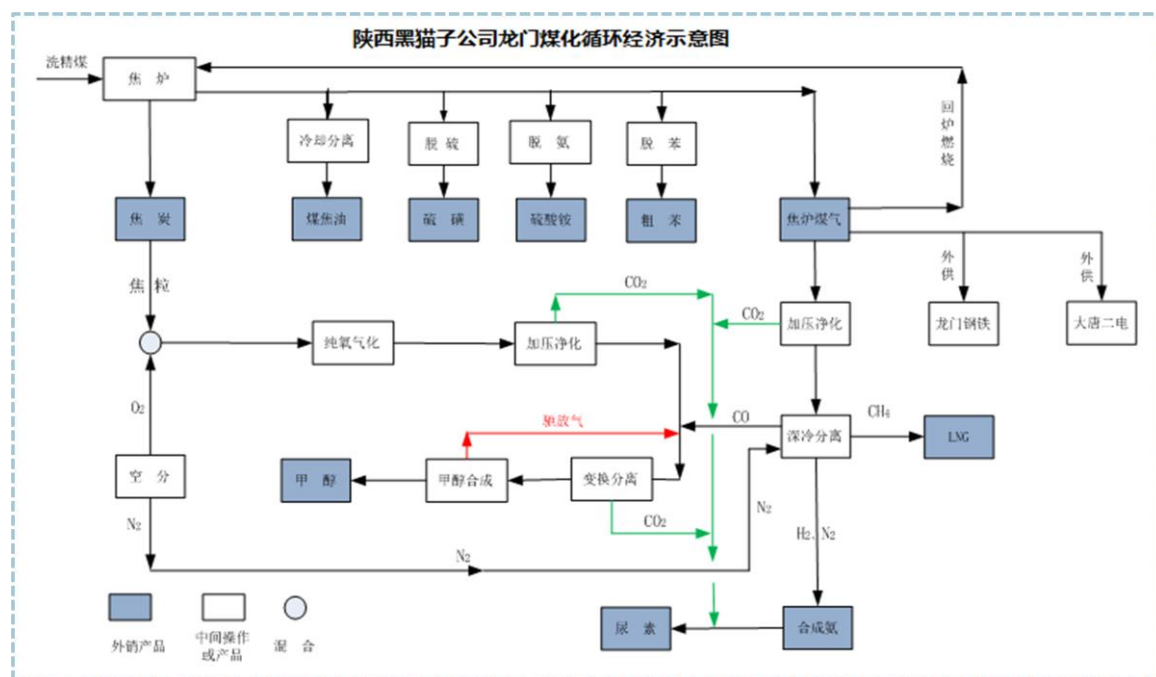 陕西黑猫子公司龙门煤化循环经济示意图
洗精煤
焦 炉
回炉燃烧
冷却分离
脱 硫
脱 氨
脱 苯
焦 炭
煤焦油
硫 磺
硫酸铵
粗 苯
焦炉煤气
外供
外供
焦 粒
CO₂
CO₂
纯氧气化
加压净化
加压净化
龙门钢铁
大唐二电
O₂
驰放气
CO
深冷分离
CH₄
LNG
空 分
甲 醇
甲醇合成
变换分离
N₂
CO₂
N₂
H₂、N₂
N₂
尿 素
合成氨
外销产品
中间操作
或产品
混 合